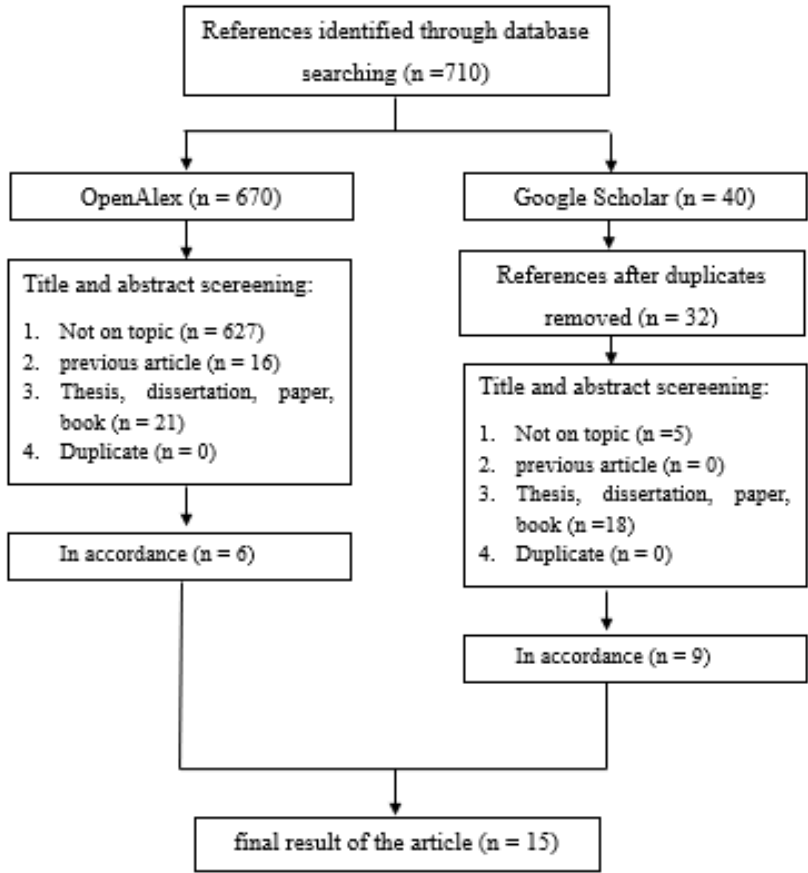 References identified through database
searching (n =710)
OpenAlex (n = 670)
Google Scholar (n = 40)
Title and abstract scereening:
1. Not on topic (n = 627)
2. previous article (n = 16)
3. Thesis, dissertation, paper,
book (n = 21)
4. Duplicate (n = 0)
In accordance (n = 6)
References after duplicates
removed (n = 32)
Title and abstract scereening:
1. Not on topic (n =5)
2. previous article (n = 0)
3. Thesis, dissertation, paper,
book (n =18)
4. Duplicate (n = 0)
In accordance (n = 9)
final result of the article (n = 15)